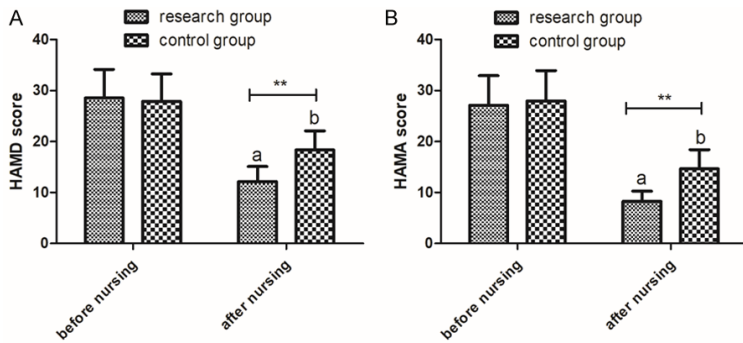 A
research group
control group
HAMD score
40
30
20
10
0
**
a
b
before nursing
after nursing
B
research group
control group
HAMA score
40
30
20
10
0
**
a
b
before nursing
after nursing